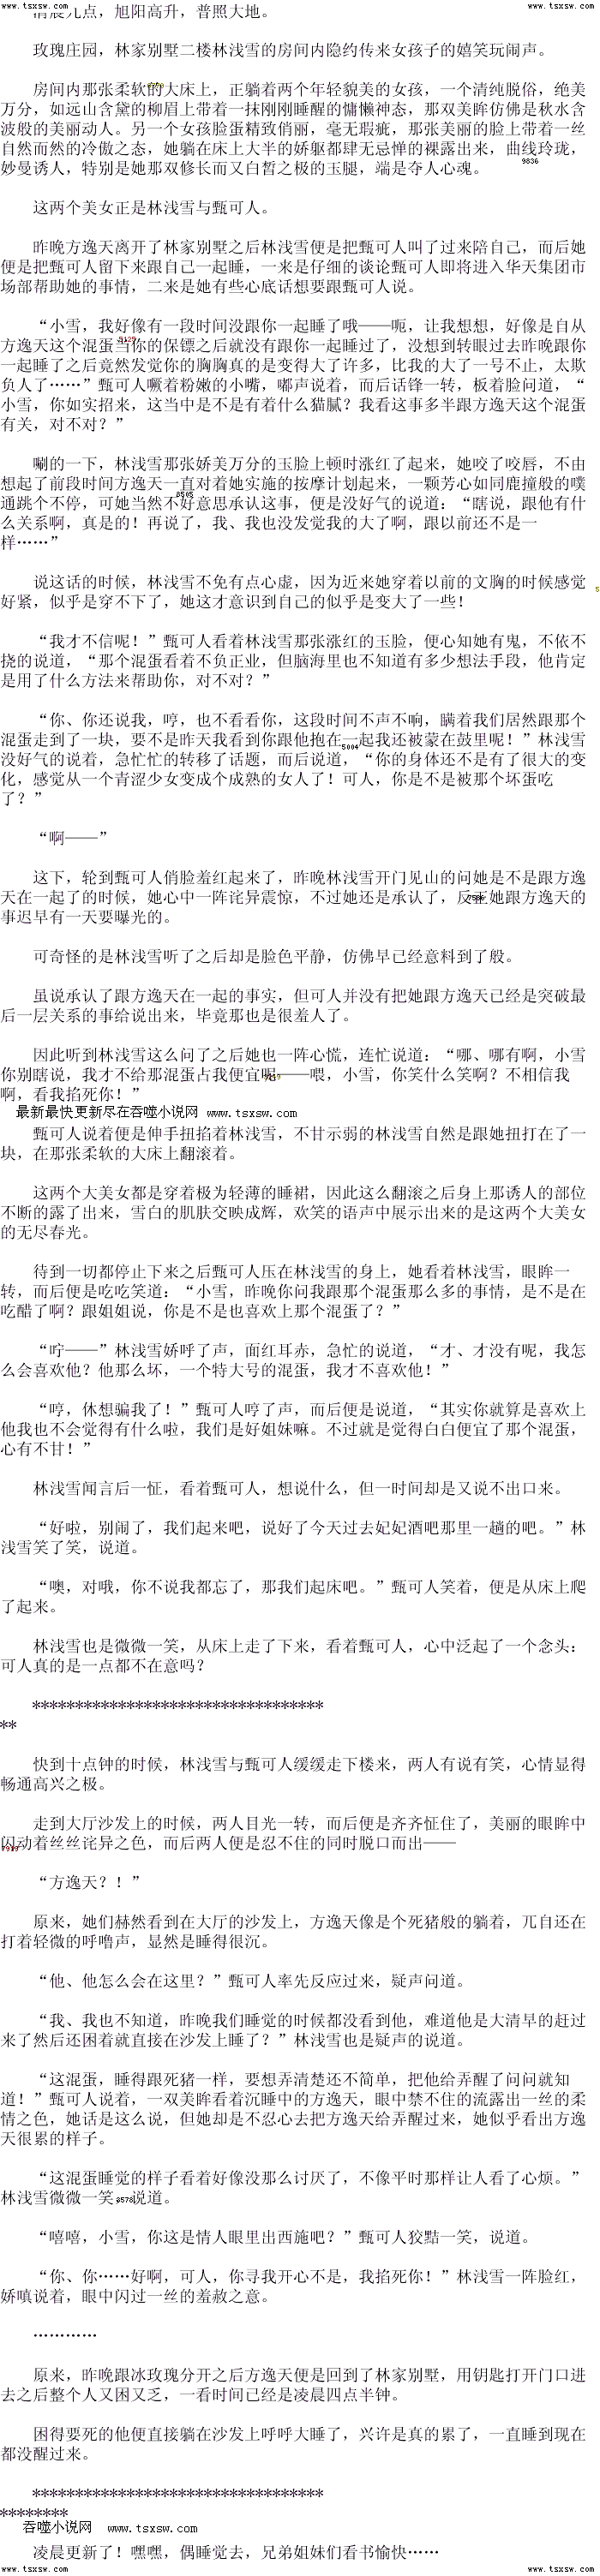 www.tsxsw.com www.tsxsw.com
清晨九点，旭阳高升，普照大地。
玫瑰庄园，林家别墅二楼林浅雪的房间内隐约传来女孩子的嬉笑玩闹声。
房间内那张柔软的大床上，正躺着两个年轻貌美的女孩，一个清纯脱俗，绝美
万分，如远山含黛的柳眉上带着一抹刚刚睡醒的慵懒神态，那双美眸仿佛是秋水含
波般的美丽动人。另一个女孩脸蛋精致俏丽，毫无瑕疵，那张美丽的脸上带着一丝
自然而然的冷傲之态，她躺在床上大半的娇躯都肆无忌惮的裸露出来，曲线玲珑，
妙曼诱人，特别是她那双修长而又白皙之极的玉腿，端是夺人心魂。
9836
这两个美女正是林浅雪与甄可人。
昨晚方逸天离开了林家别墅之后林浅雪便是把甄可人叫了过来陪自己，而后她
便是把甄可人留下来跟自己一起睡，一来是仔细的谈论甄可人即将进入华天集团市
场部帮助她的事情，二来是她有些心底话想要跟甄可人说。
“小雪，我好像有一段时间没跟你一起睡了哦——呃，让我想想，好像是自从
方逸天这个混蛋当你的保镖之后就没有跟你一起睡过了，没想到转眼过去昨晚跟你
一起睡了之后竟然发觉你的胸胸真的是变得大了许多，比我的大了一号不止，太欺
负人了……”甄可人噘着粉嫩的小嘴，嘟声说着，而后话锋一转，板着脸问道，“
小雪，你如实招来，这当中是不是有着什么猫腻？我看这事多半跟方逸天这个混蛋
有关，对不对？”
唰的一下，林浅雪那张娇美万分的玉脸上顿时涨红了起来，她咬了咬唇，不由
想起了前段时间方逸天一直对着她实施的按摩计划起来，一颗芳心如同鹿撞般的噗
通跳个不停，可她当然不好意思承认这事，便是没好气的说道：“瞎说，跟他有什
么关系啊，真是的！再说了，我、我也没发觉我的大了啊，跟以前还不是一
样……”
说这话的时候，林浅雪不免有点心虚，因为近来她穿着以前的文胸的时候感觉
好紧，似乎是穿不下了，她这才意识到自己的似乎是变大了一些！
“我才不信呢！”甄可人看着林浅雪那张涨红的玉脸，便心知她有鬼，不依不
挠的说道，“那个混蛋看着不负正业，但脑海里也不知道有多少想法手段，他肯定
是用了什么方法来帮助你，对不对？”
“你、你还说我，哼，也不看看你，这段时间不声不响，瞒着我们居然跟那个
混蛋走到了一块，要不是昨天我看到你跟他抱在一起我还被蒙在鼓里呢！”林浅雪
没好气的说着，急忙忙的转移了话题，而后说道，“你的身体还不是有了很大的变
化，感觉从一个青涩少女变成个成熟的女人了！可人，你是不是被那个坏蛋吃
了？”
“啊——”
这下，轮到甄可人俏脸羞红起来了，昨晚林浅雪开门见山的问她是不是跟方逸
天在一起了的时候，她心中一阵诧异震惊，不过她还是承认了，反正她跟方逸天的
事迟早有一天要曝光的。
可奇怪的是林浅雪听了之后却是脸色平静，仿佛早已经意料到了般。
虽说承认了跟方逸天在一起的事实，但可人并没有把她跟方逸天已经是突破最
后一层关系的事给说出来，毕竟那也是很羞人了。
因此听到林浅雪这么问了之后她也一阵心慌，连忙说道：“哪、哪有啊，小雪
你别瞎说，我才不给那混蛋占我便宜呢——喂，小雪，你笑什么笑啊？不相信我
啊，看我掐死你！”
最新最快更新尽在吞噬小说网 www.tsxsw.com
甄可人说着便是伸手扭掐着林浅雪，不甘示弱的林浅雪自然是跟她扭打在了一
块，在那张柔软的大床上翻滚着。
这两个大美女都是穿着极为轻薄的睡裙，因此这么翻滚之后身上那诱人的部位
不断的露了出来，雪白的肌肤交映成辉，欢笑的语声中展示出来的是这两个大美女
的无尽春光。
待到一切都停止下来之后甄可人压在林浅雪的身上，她看着林浅雪，眼眸一
转，而后便是吃吃笑道：“小雪，昨晚你问我跟那个混蛋那么多的事情，是不是在
吃醋了啊？跟姐姐说，你是不是也喜欢上那个混蛋了？”
“咛——”林浅雪娇呼了声，面红耳赤，急忙的说道，“才、才没有呢，我怎
么会喜欢他？他那么坏，一个特大号的混蛋，我才不喜欢他！”
“哼，休想骗我了！”甄可人哼了声，而后便是说道，“其实你就算是喜欢上
他我也不会觉得有什么啦，我们是好姐妹嘛。不过就是觉得白白便宜了那个混蛋，
心有不甘！”
林浅雪闻言后一怔，看着甄可人，想说什么，但一时间却是又说不出口来。
“好啦，别闹了，我们起来吧，说好了今天过去妃妃酒吧那里一趟的吧。”林
浅雪笑了笑，说道。
“噢，对哦，你不说我都忘了，那我们起床吧。”甄可人笑着，便是从床上爬
了起来。
林浅雪也是微微一笑，从床上走了下来，看着甄可人，心中泛起了一个念头：
可人真的是一点都不在意吗？
**********************************
**
快到十点钟的时候，林浅雪与甄可人缓缓走下楼来，两人有说有笑，心情显得
畅通高兴之极。
走到大厅沙发上的时候，两人目光一转，而后便是齐齐怔住了，美丽的眼眸中
闪动着丝丝诧异之色，而后两人便是忍不住的同时脱口而出——
“方逸天？！”
原来，她们赫然看到在大厅的沙发上，方逸天像是个死猪般的躺着，兀自还在
打着轻微的呼噜声，显然是睡得很沉。
“他、他怎么会在这里？”甄可人率先反应过来，疑声问道。
“我、我也不知道，昨晚我们睡觉的时候都没看到他，难道他是大清早的赶过
来了然后还困着就直接在沙发上睡了？”林浅雪也是疑声的说道。
“这混蛋，睡得跟死猪一样，要想弄清楚还不简单，把他给弄醒了问问就知
道！”甄可人说着，一双美眸看着沉睡中的方逸天，眼中禁不住的流露出一丝的柔
情之色，她话是这么说，但她却是不忍心去把方逸天给弄醒过来，她似乎看出方逸
天很累的样子。
“这混蛋睡觉的样子看着好像没那么讨厌了，不像平时那样让人看了心烦。”
林浅雪微微一笑，说道。
“嘻嘻，小雪，你这是情人眼里出西施吧？”甄可人狡黠一笑，说道。
“你、你……好啊，可人，你寻我开心不是，我掐死你！”林浅雪一阵脸红，
娇嗔说着，眼中闪过一丝的羞赧之意。
…………
原来，昨晚跟冰玫瑰分开之后方逸天便是回到了林家别墅，用钥匙打开门口进
去之后整个人又困又乏，一看时间已经是凌晨四点半钟。
困得要死的他便直接躺在沙发上呼呼大睡了，兴许是真的累了，一直睡到现在
都没醒过来。
**********************************
********
吞噬小说网 www.tsxsw.com
凌晨更新了！嘿嘿，偶睡觉去，兄弟姐妹们看书愉快……
www.tsxsw.com www.tsxsw.com